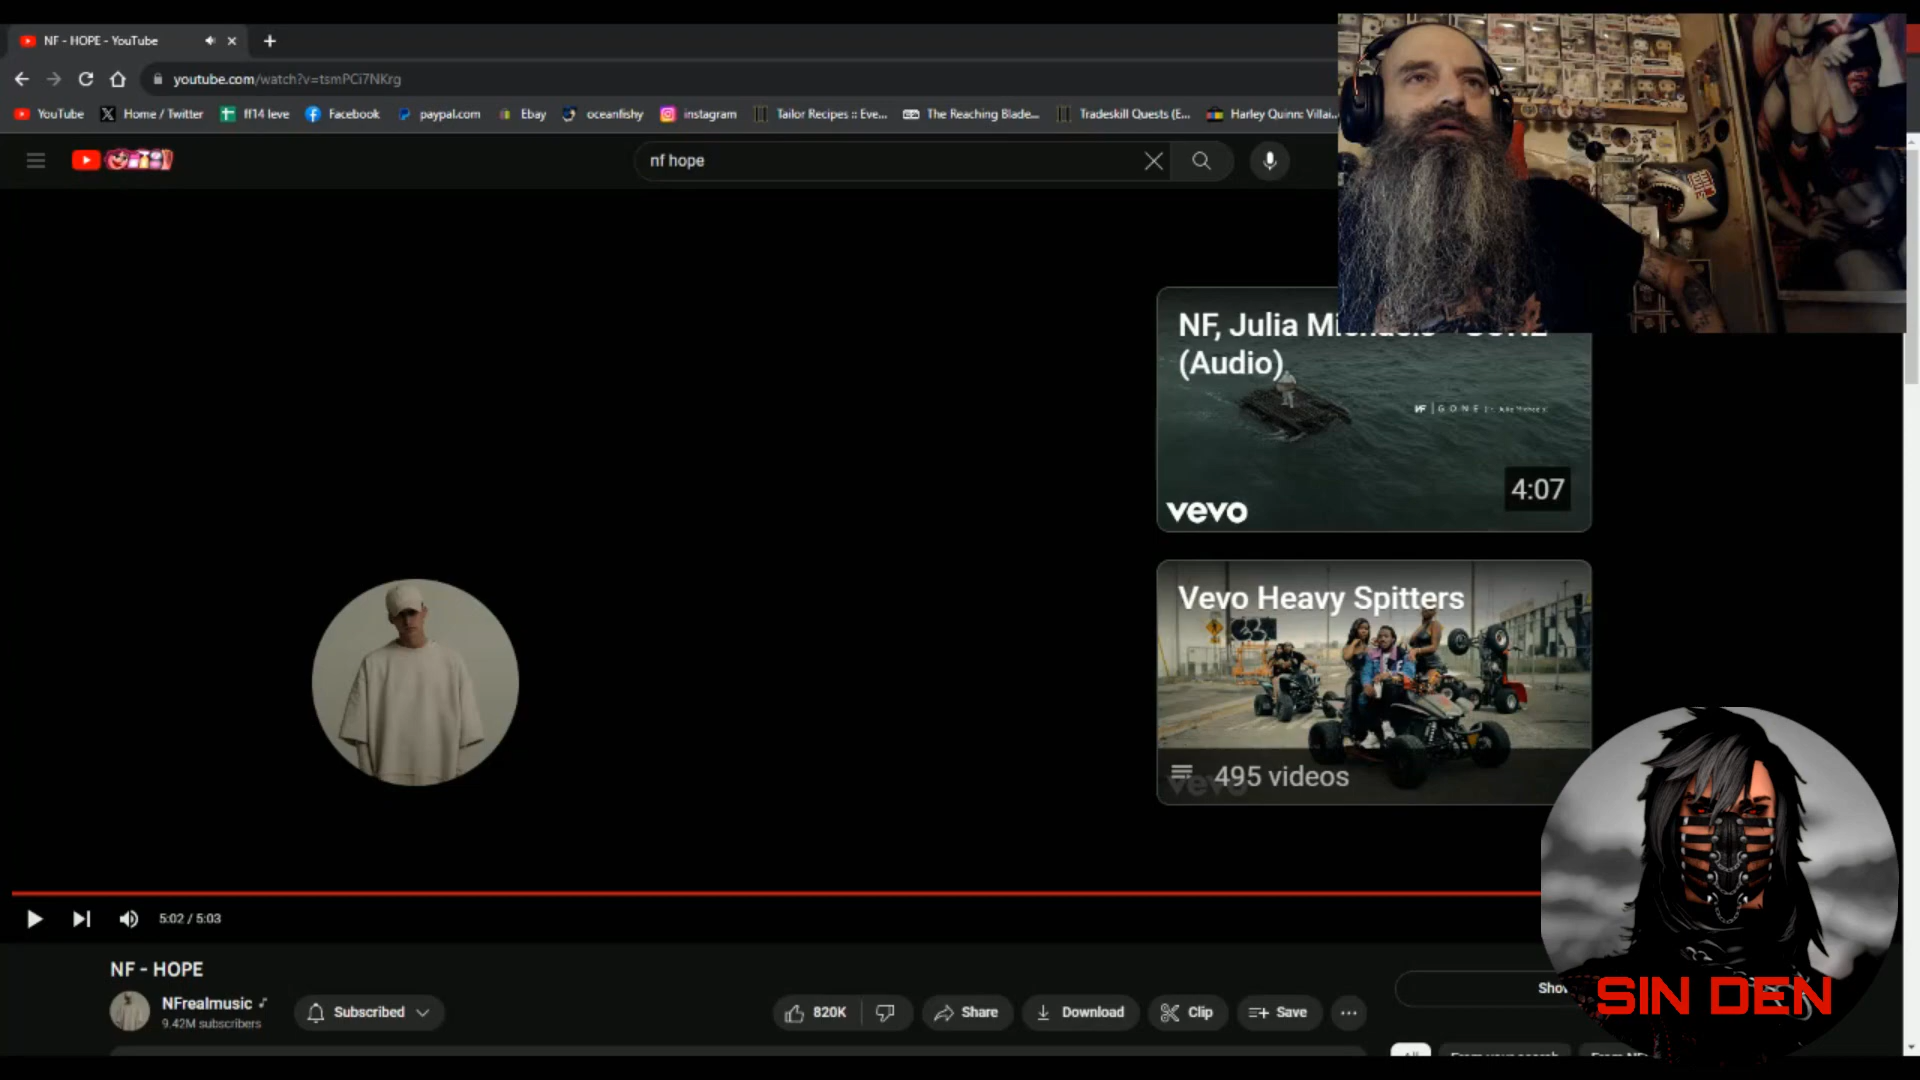 NF - HOPE - YouTube
youtube.com/watch?v=tsmPCi7NKrg
YouTube
Home / Twitter
ff14 leve
Facebook
paypal.com
Ebay
oceanfishy
instagram
Tailor Recipes :: Eve...
The Reaching Blade...
Tradeskill Quests (E...
Harley Quinn: Villai...
nf hope
NF, Julia
(Audio)
NF | GONE
4:07
vevo
Vevo Heavy Spitters
495 videos
5:02 / 5:03
NF - HOPE
NFrealmusic
9.42M subscribers
Subscribed
820K
Share
Download
Clip
Save
SIN DEN